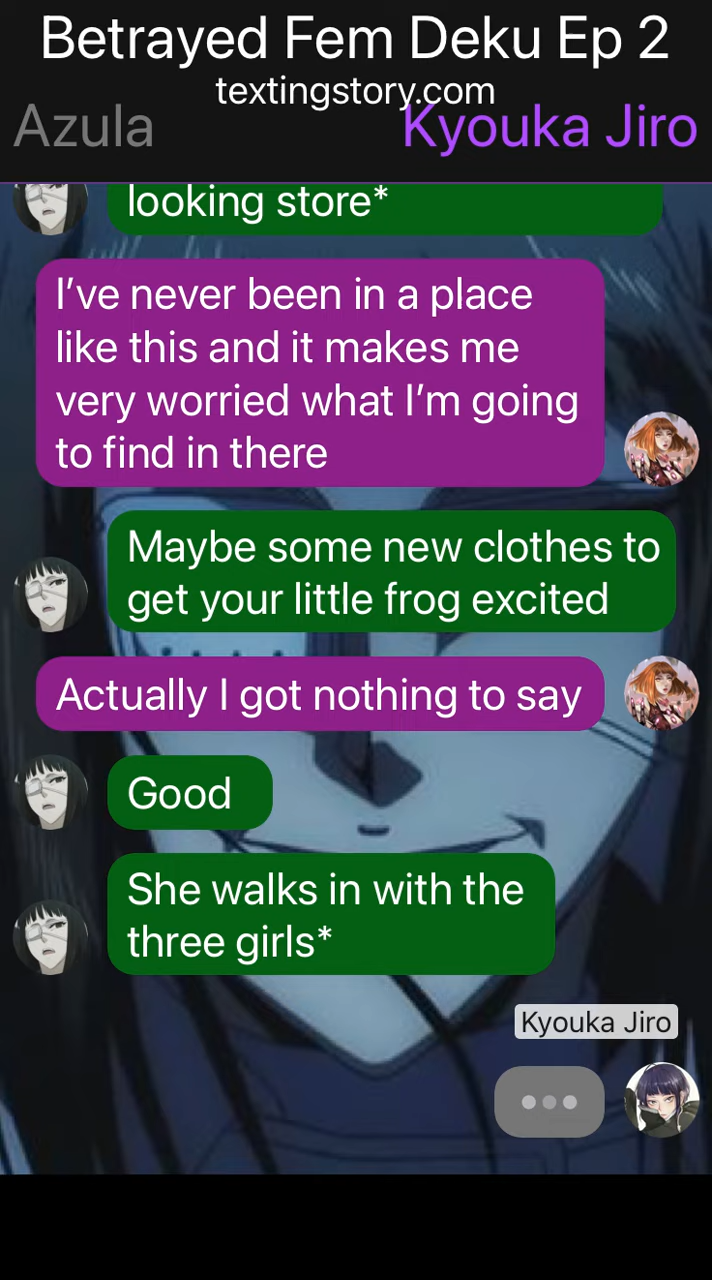 Betrayed Fem Deku Ep 2
textingstory.com
Azula
Kyouka Jiro
looking store*
I’ve never been in a place
like this and it makes me
very worried what I’m going
to find in there
Maybe some new clothes to
get your little frog excited
Actually I got nothing to say
Good
She walks in with the
three girls*
Kyouka Jiro